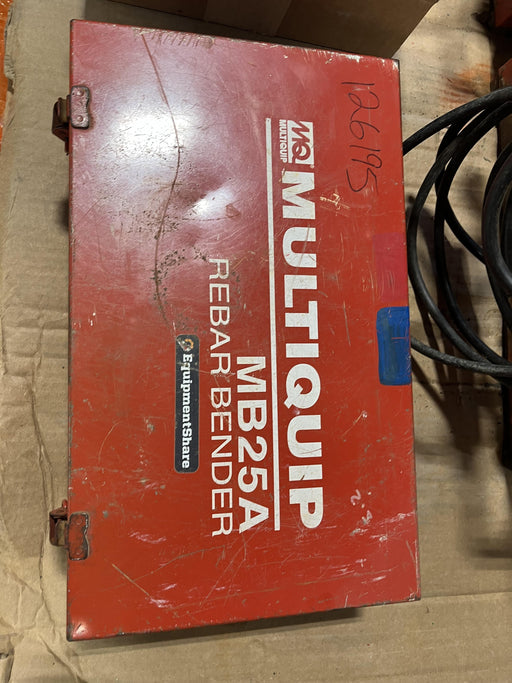 126195
MQ
MULTIQUIP
MULTIQUIP
MB25A
REBAR BENDER
EquipmentShare